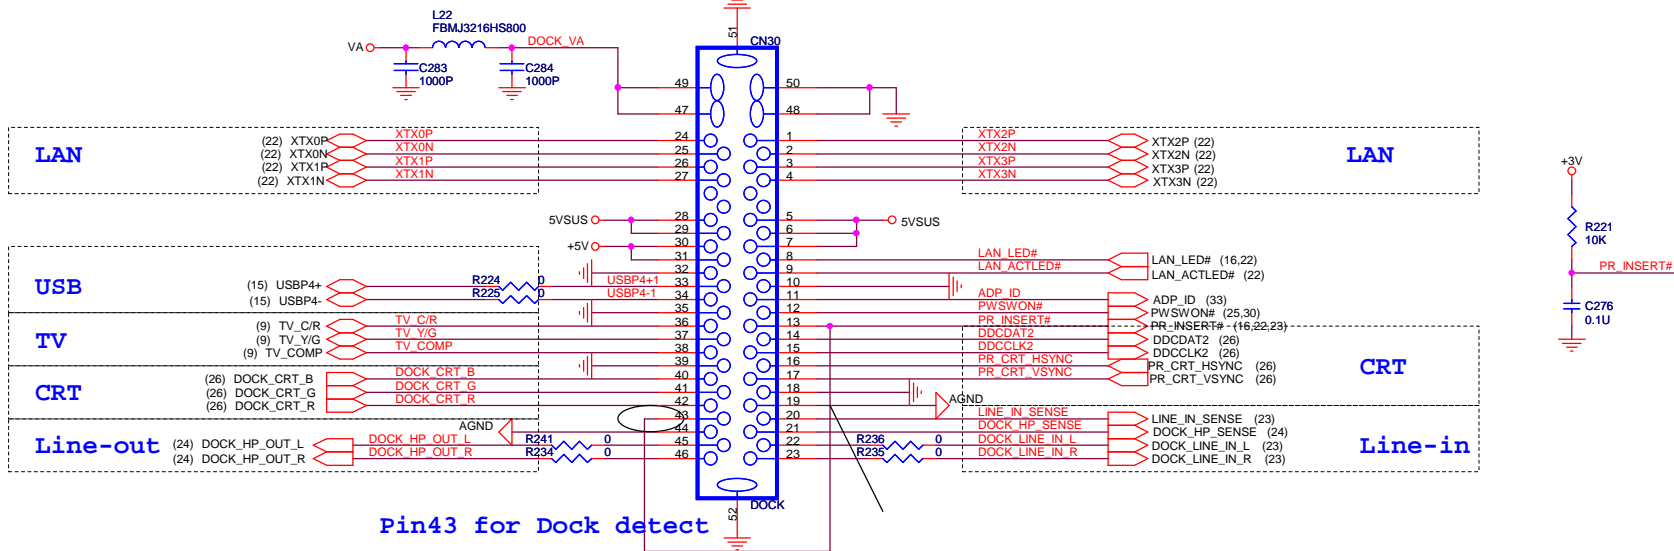 L22
FBMJ3216HS800
VA
DOCK_VA
C283
1000P
C284
1000P
51
CN30
49
50
47
48
LAN
(22) XTX0P
XTX0P
24
1
XTX2P
XTX2P (22)
(22) XTX0N
XTX0N
25
2
XTX2N
XTX2N (22)
(22) XTX1P
XTX1P
26
3
XTX3P
XTX3P (22)
(22) XTX1N
XTX1N
27
4
XTX3N
XTX3N (22)
LAN
5VSUS
28
5
5VSUS
29
6
+5V
30
7
31
8
LAN_LED#
LAN_LED# (16,22)
32
9
LAN_ACTLED#
LAN_ACTLED# (22)
USB
(15) USBP4+
R224
0
USBP4+1
33
10
(15) USBP4-
R225
0
USBP4-1
34
11
ADP_ID
ADP_ID (33)
35
12
PWSWON#
PWSWON# (25,30)
TV
(9) TV_C/R
TV_C/R
36
13
PR_INSERT#
PR_INSERT# (16,22,23)
(9) TV_Y/G
TV_Y/G
37
14
DDCDAT2
DDCDAT2 (26)
(9) TV_COMP
TV_COMP
38
15
DDCCLK2
DDCCLK2 (26)
39
16
PR_CRT_HSYNC
PR_CRT_HSYNC (26)
CRT
(26) DOCK_CRT_B
DOCK_CRT_B
40
17
PR_CRT_VSYNC
PR_CRT_VSYNC (26)
(26) DOCK_CRT_G
DOCK_CRT_G
41
18
(26) DOCK_CRT_R
DOCK_CRT_R
42
19
AGND
CRT
43
20
LINE_IN_SENSE
LINE_IN_SENSE (23)
AGND
44
21
DOCK_HP_SENSE
DOCK_HP_SENSE (24)
Line-out
(24) DOCK_HP_OUT_L
DOCK_HP_OUT_L
R241
0
45
22
R236
0
DOCK_LINE_IN_L
DOCK_LINE_IN_L (23)
(24) DOCK_HP_OUT_R
DOCK_HP_OUT_R
R234
0
46
23
R235
0
DOCK_LINE_IN_R
DOCK_LINE_IN_R (23)
Line-in
DOCK
52
Pin43 for Dock detect
+3V
R221
10K
PR_INSERT#
C276
0.1U